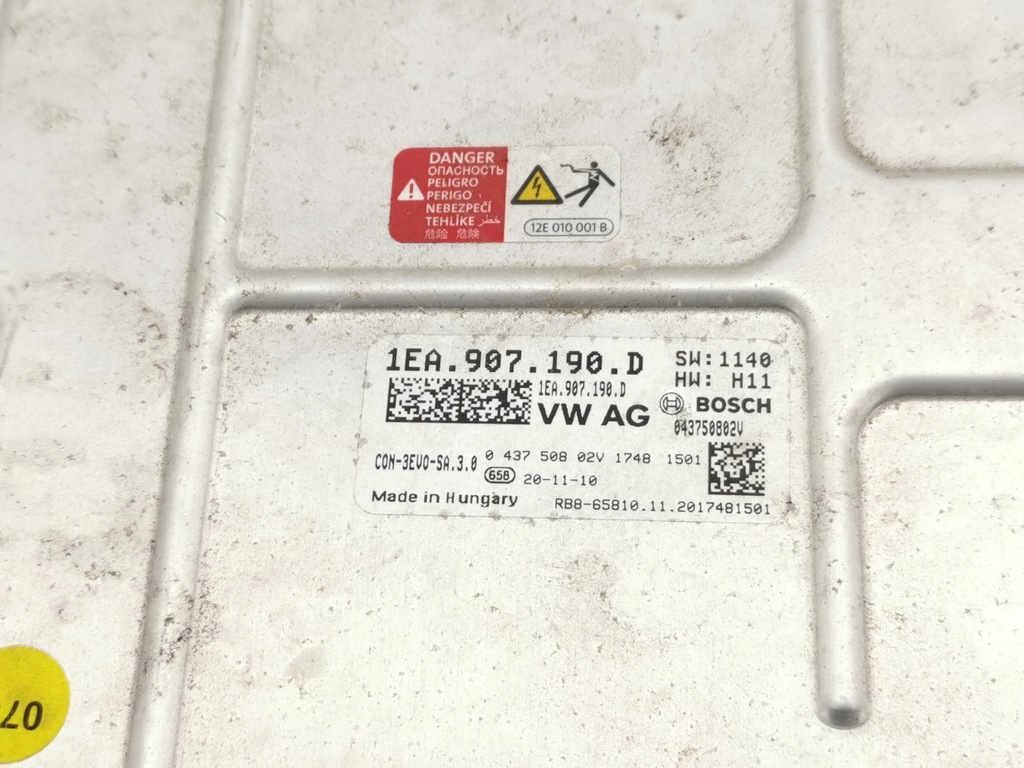 DANGER
ОПАСНОСТЬ
PELIGRO
PERIGO
NEBEZPEČÍ
TEHLİKE خطر
危险 危険
12E 010 001 B
1EA.907.190.D
SW:1140
HW: H11
1EA.907.190.D
VW AG
BOSCH
043750802V
CON-3EVO-SA.3.0
0 437 508 02V 1748 1501
658 20-11-10
Made in Hungary
RB8-65810.11.2017481501
07